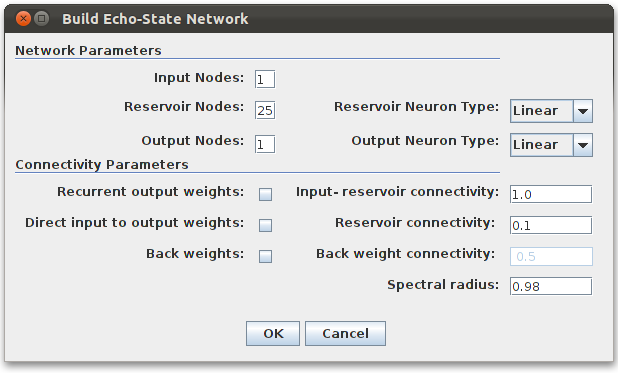 Build Echo-State Network
Network Parameters
Input Nodes: 1
Reservoir Nodes: 25 Reservoir Neuron Type: Linear
Output Nodes: 1 Output Neuron Type: Linear
Connectivity Parameters
Recurrent output weights: Input- reservoir connectivity: 1.0
Direct input to output weights: Reservoir connectivity: 0.1
Back weights: Back weight connectivity: 0.5
Spectral radius: 0.98
OK Cancel